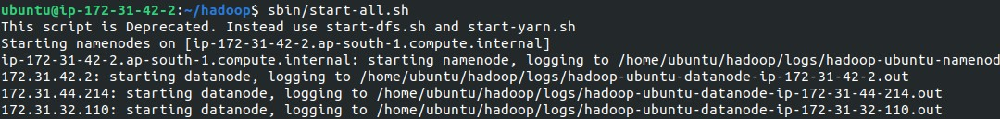 ubuntu@ip-172-31-42-2:~/hadoop$ sbin/start-all.sh
This script is Deprecated. Instead use start-dfs.sh and start-yarn.sh
Starting namenodes on [ip-172-31-42-2.ap-south-1.compute.internal]
ip-172-31-42-2.ap-south-1.compute.internal: starting namenode, logging to /home/ubuntu/hadoop/logs/hadoop-ubuntu-namenod
172.31.42.2: starting datanode, logging to /home/ubuntu/hadoop/logs/hadoop-ubuntu-datanode-ip-172-31-42-2.out
172.31.44.214: starting datanode, logging to /home/ubuntu/hadoop/logs/hadoop-ubuntu-datanode-ip-172-31-44-214.out
172.31.32.110: starting datanode, logging to /home/ubuntu/hadoop/logs/hadoop-ubuntu-datanode-ip-172-31-32-110.out